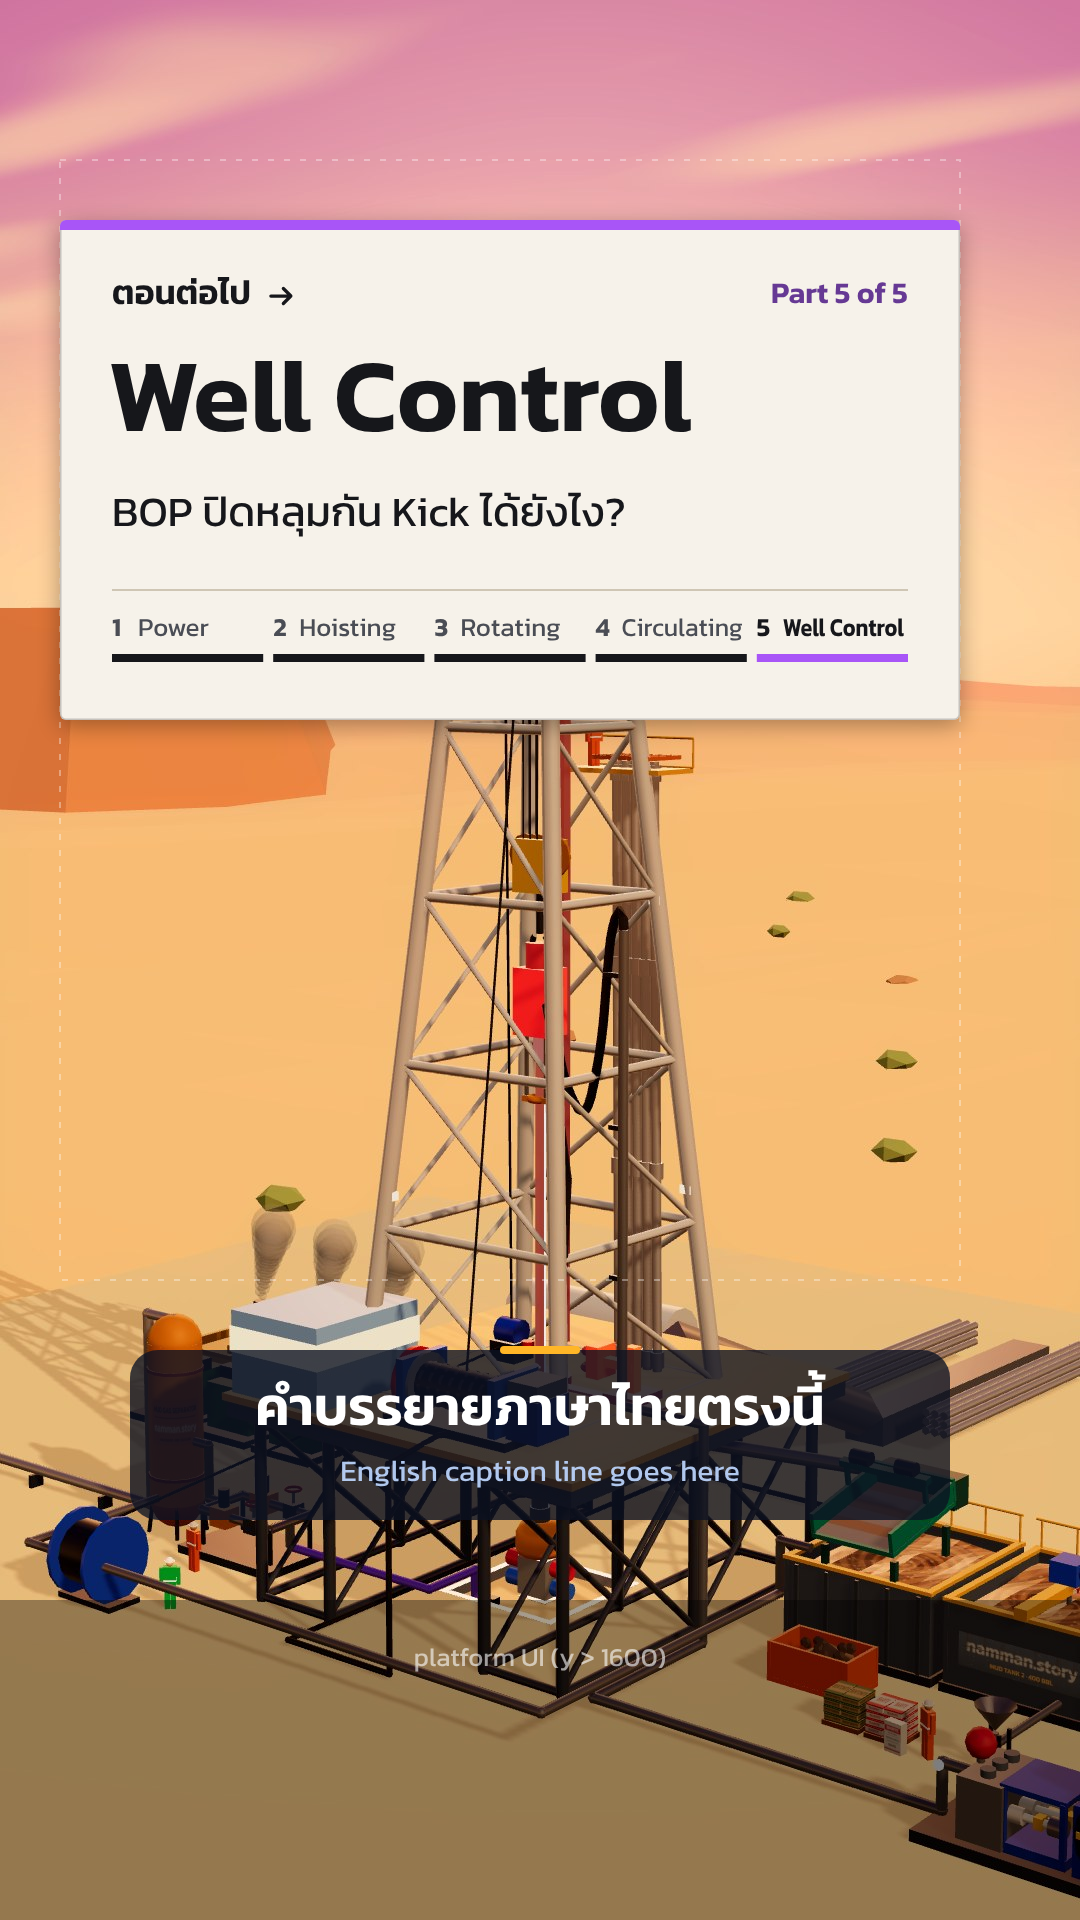 ตอนต่อไป → Part 5 of 5
Well Control
BOP ปิดหลุมกัน Kick ได้ยังไง?
1 Power 2 Hoisting 3 Rotating 4 Circulating 5 Well Control
คำบรรยายภาษาไทยตรงนี้
English caption line goes here
platform UI (y > 1600)
namman.story